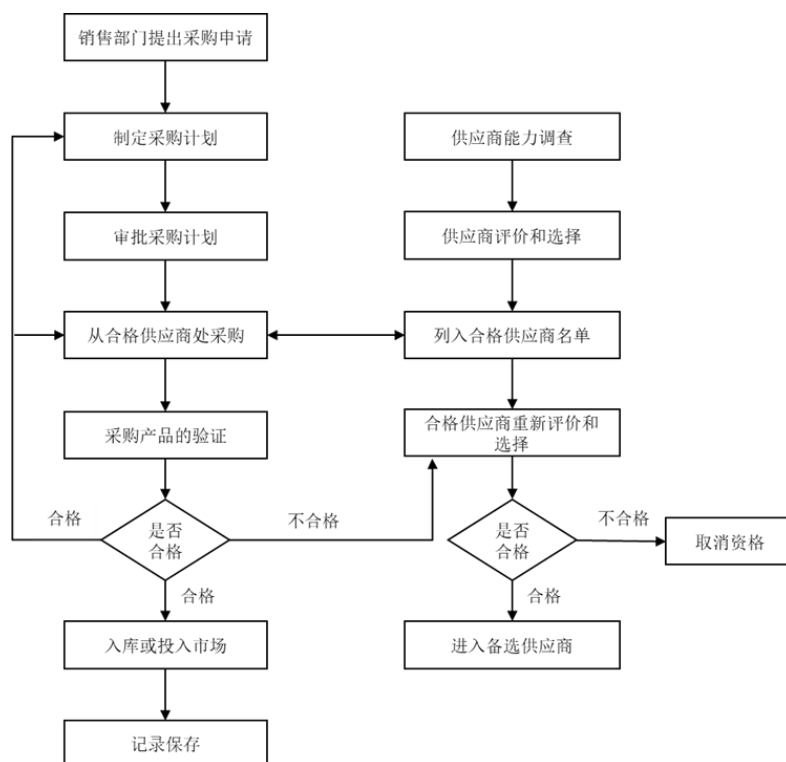 销售部门提出采购申请
制定采购计划
供应商能力调查
审批采购计划
供应商评价和选择
从合格供应商处采购
列入合格供应商名单
采购产品的验证
合格供应商重新评价和
选择
合格
是否
合格
不合格
是否
合格
不合格
取消资格
合格
合格
入库或投入市场
进入备选供应商
记录保存